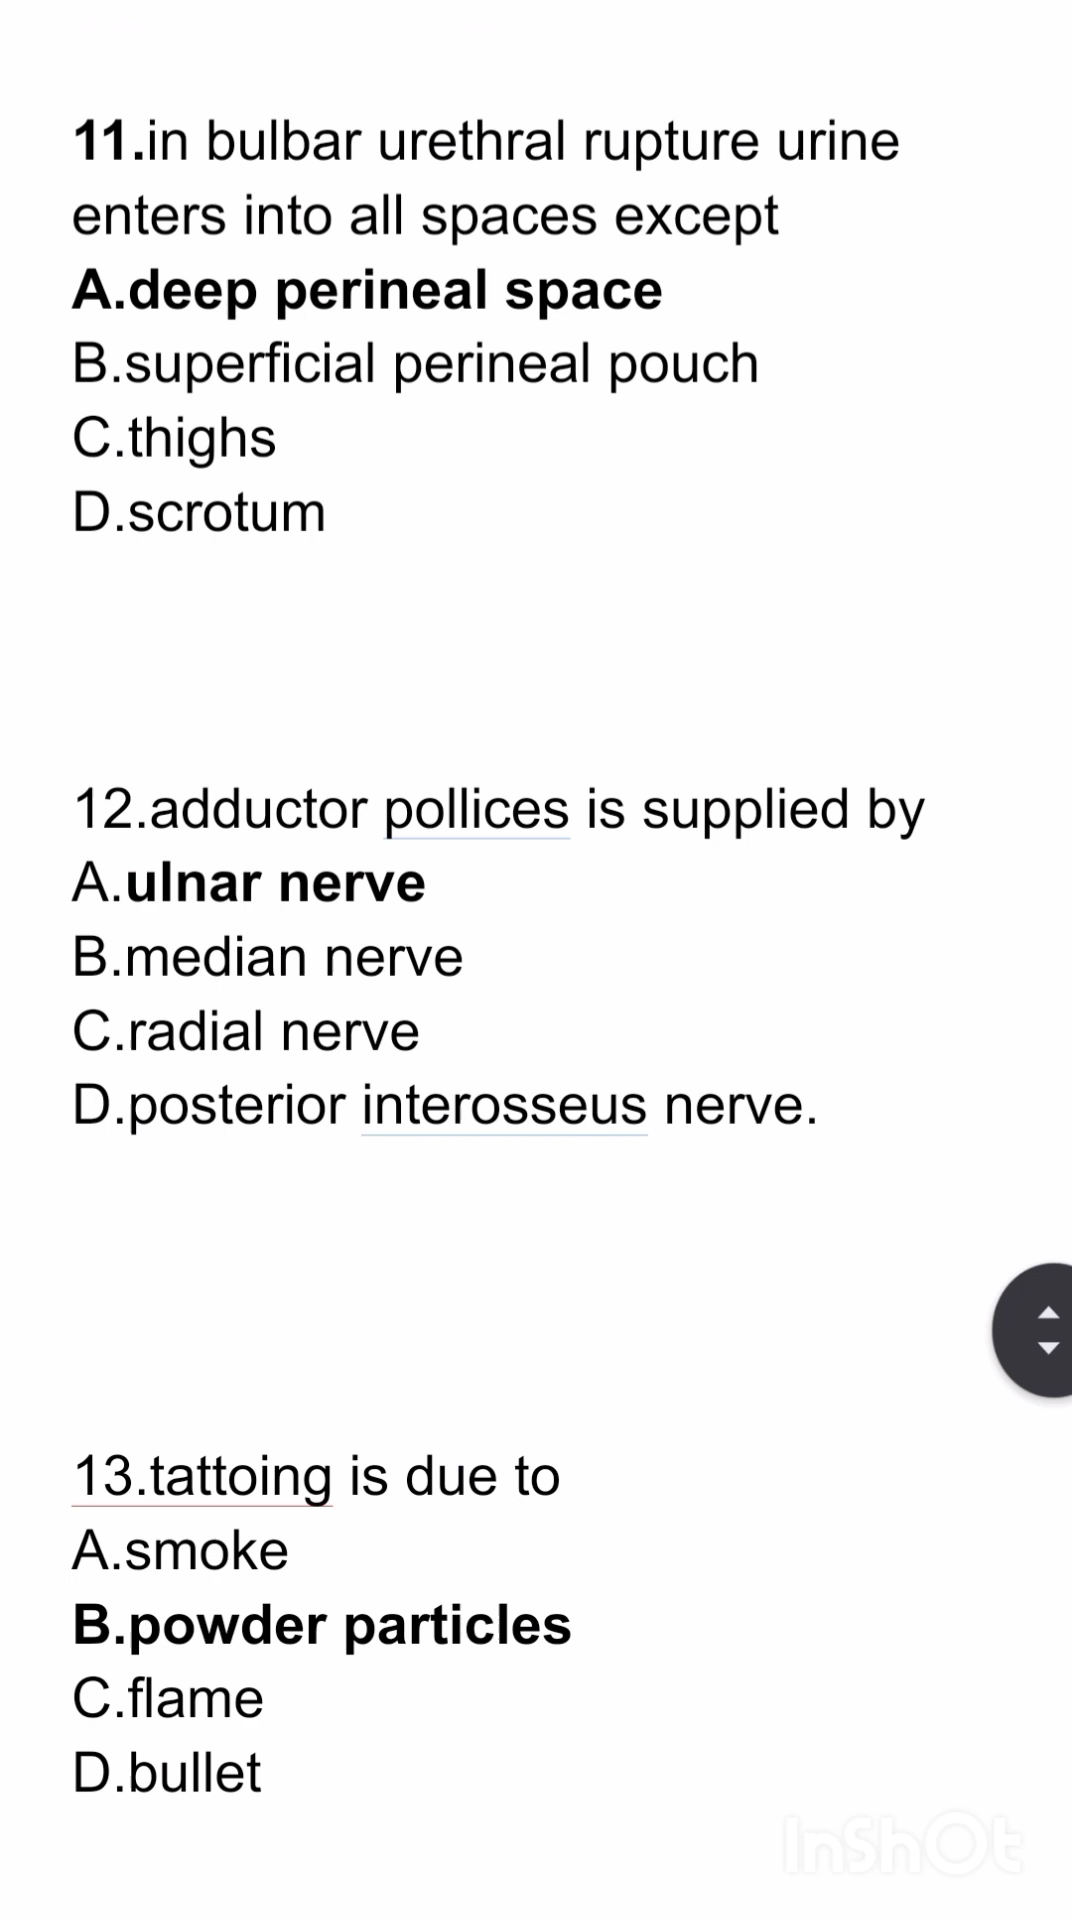 11.in bulbar urethral rupture urine
enters into all spaces except
A.deep perineal space
B.superficial perineal pouch
C.thighs
D.scrotum
12.adductor pollices is supplied by
A.ulnar nerve
B.median nerve
C.radial nerve
D.posterior interosseus nerve.
13.tattoing is due to
A.smoke
B.powder particles
C.flame
D.bullet
InShOt